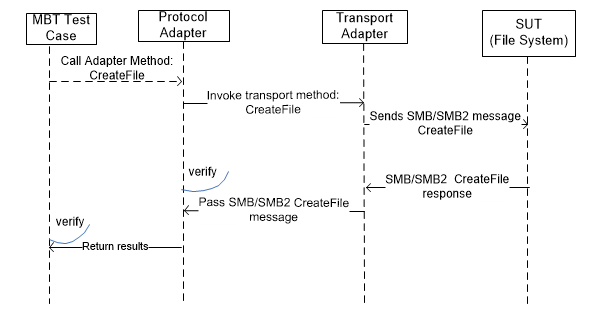 MBT Test
Case
Protocol
Adapter
Transport
Adapter
SUT
(File System)
Call Adapter Method:
CreateFile
Invoke transport method:
CreateFile
Sends SMB/SMB2 message
CreateFile
SMB/SMB2 CreateFile
response
verify
Pass SMB/SMB2 CreateFile
message
verify
Return results